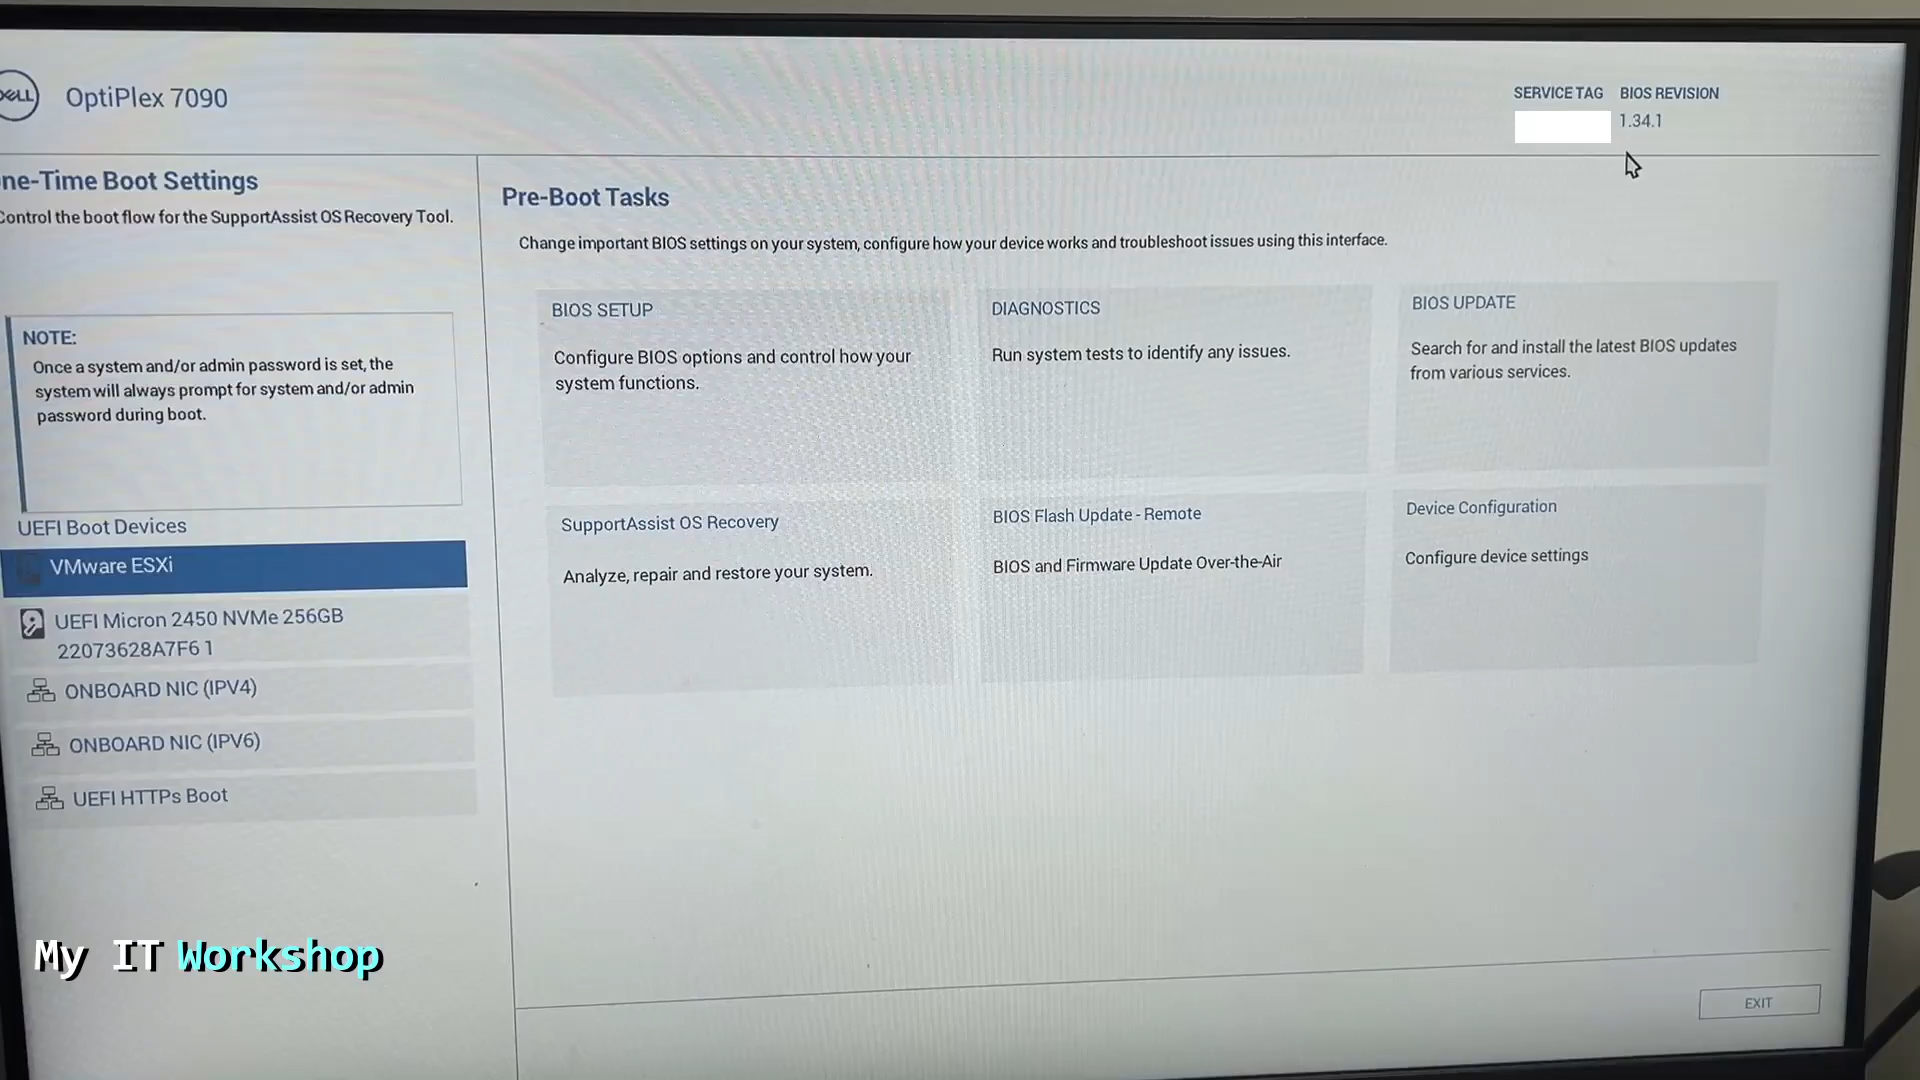 DELL
OptiPlex 7090
SERVICE TAG
BIOS REVISION
1.34.1
ne-Time Boot Settings
Control the boot flow for the SupportAssist OS Recovery Tool.
NOTE:
Once a system and/or admin password is set, the
system will always prompt for system and/or admin
password during boot.
UEFI Boot Devices
VMware ESXi
UEFI Micron 2450 NVMe 256GB
22073628A7F6 1
ONBOARD NIC (IPV4)
ONBOARD NIC (IPV6)
UEFI HTTPs Boot
Pre-Boot Tasks
Change important BIOS settings on your system, configure how your device works and troubleshoot issues using this interface.
BIOS SETUP
Configure BIOS options and control how your
system functions.
DIAGNOSTICS
Run system tests to identify any issues.
BIOS UPDATE
Search for and install the latest BIOS updates
from various services.
SupportAssist OS Recovery
Analyze, repair and restore your system.
BIOS Flash Update - Remote
BIOS and Firmware Update Over-the-Air
Device Configuration
Configure device settings
EXIT
My IT Workshop